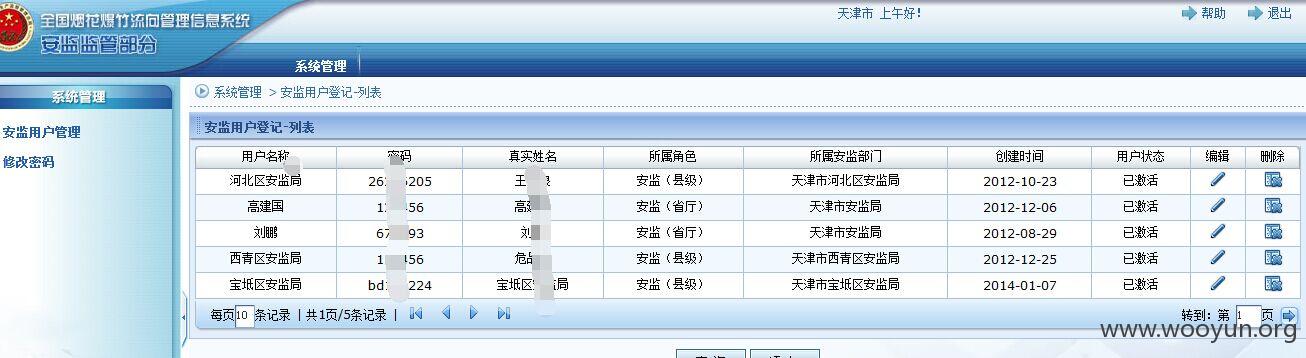 全国烟花爆竹流向管理信息系统
安监监管部分
天津市 上午好! 帮助 退出
系统管理
系统管理
安监用户管理
修改密码
系统管理 > 安监用户登记-列表
安监用户登记-列表
用户名称 密码 真实姓名 所属角色 所属安监部门 创建时间 用户状态 编辑 删除
河北区安监局 26 5205 王 安监（县级） 天津市河北区安监局 2012-10-23 已激活
高建国 1 456 高 安监（省厅） 天津市安监局 2012-12-06 已激活
刘鹏 67 93 刘 安监（省厅） 天津市安监局 2012-08-29 已激活
西青区安监局 1 456 危 安监（县级） 天津市西青区安监局 2012-12-25 已激活
宝坻区安监局 bd 224 宝坻区 监局 安监（县级） 天津市宝坻区安监局 2014-01-07 已激活
每页 10 条记录 | 共1页/5条记录 | 转到: 第 1 页
www.wooyun.org